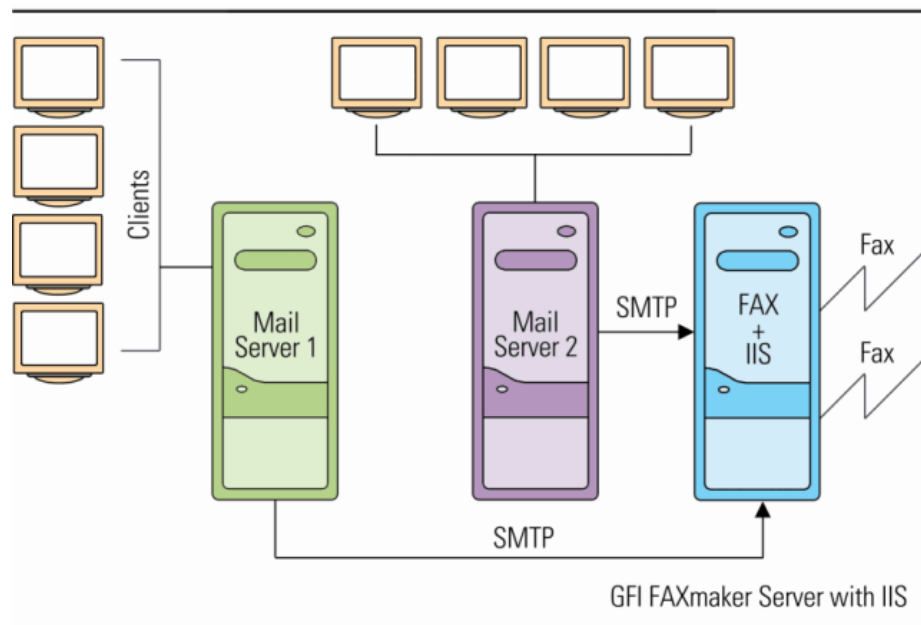 Clients
Mail
Server 1
Mail
Server 2
SMTP
FAX
+
IIS
Fax
Fax
SMTP
GFI FAXmaker Server with IIS